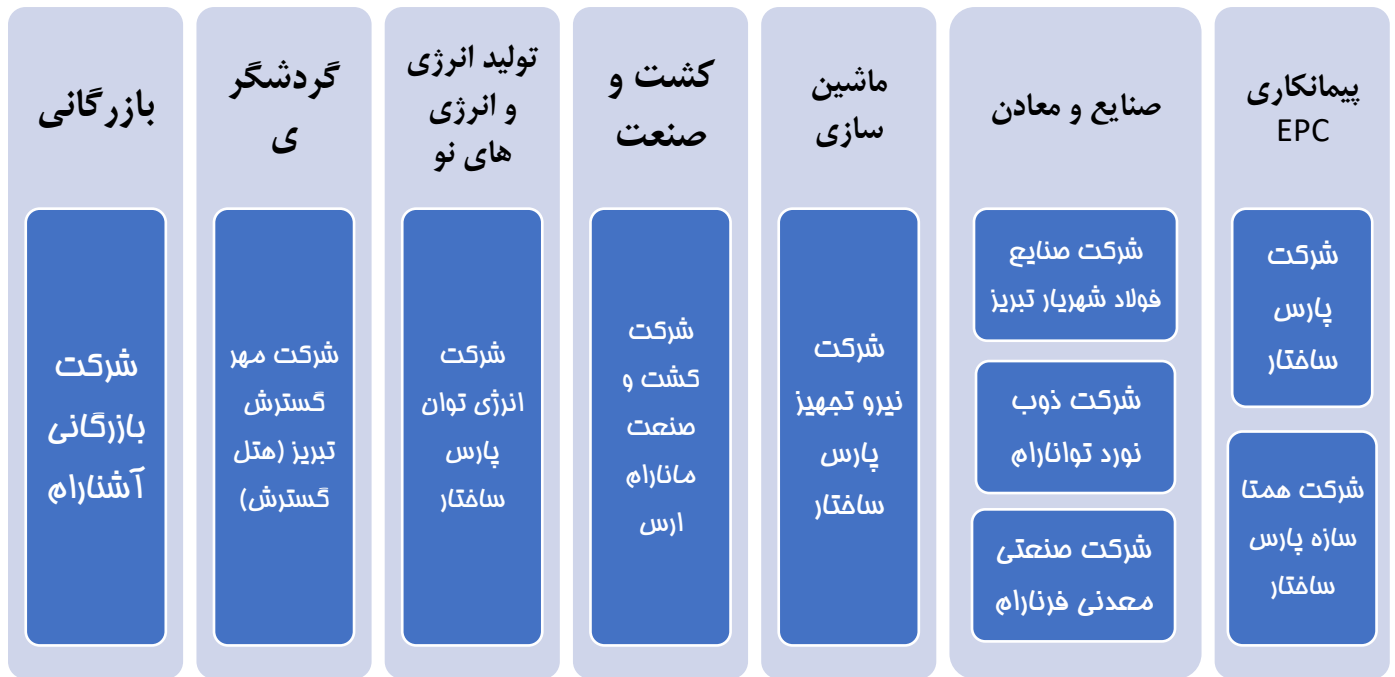 پیمانکاری
EPC
شرکت
پارس
ساختار
شرکت همتا
سازه پارس
ساختار
صنایع و معادن
شرکت صنایع
فولاد شهریار تبریز
شرکت ذوب
نورد توانارام
شرکت صنعتی
معدنی فرنارام
ماشین
سازی
شرکت
نیرو تجهیز
پارس
ساختار
کشت و
صنعت
شرکت
کشت و
صنعت
مانارام
ارس
تولید انرژی
و انرژی
های نو
شرکت
انرژی توان
پارس
ساختار
گردشگر
ی
شرکت مهر
گسترش
تبریز (هتل
گسترش)
بازرگانی
شرکت
بازرگانی
آشنارام